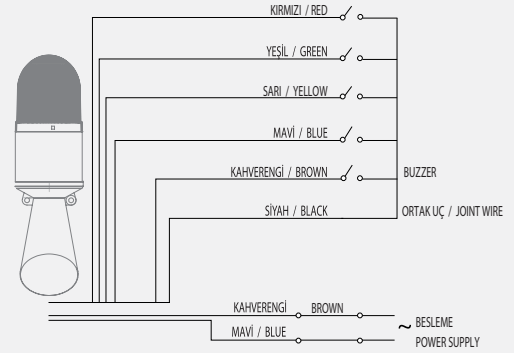 KIRMIZI / RED
YEŞİL / GREEN
SARI / YELLOW
MAVİ / BLUE
KAHVERENGİ / BROWN BUZZER
SİYAH / BLACK ORTAK UÇ / JOINT WIRE
KAHVERENGİ BROWN
~ BESLEME
MAVİ / BLUE POWER SUPPLY